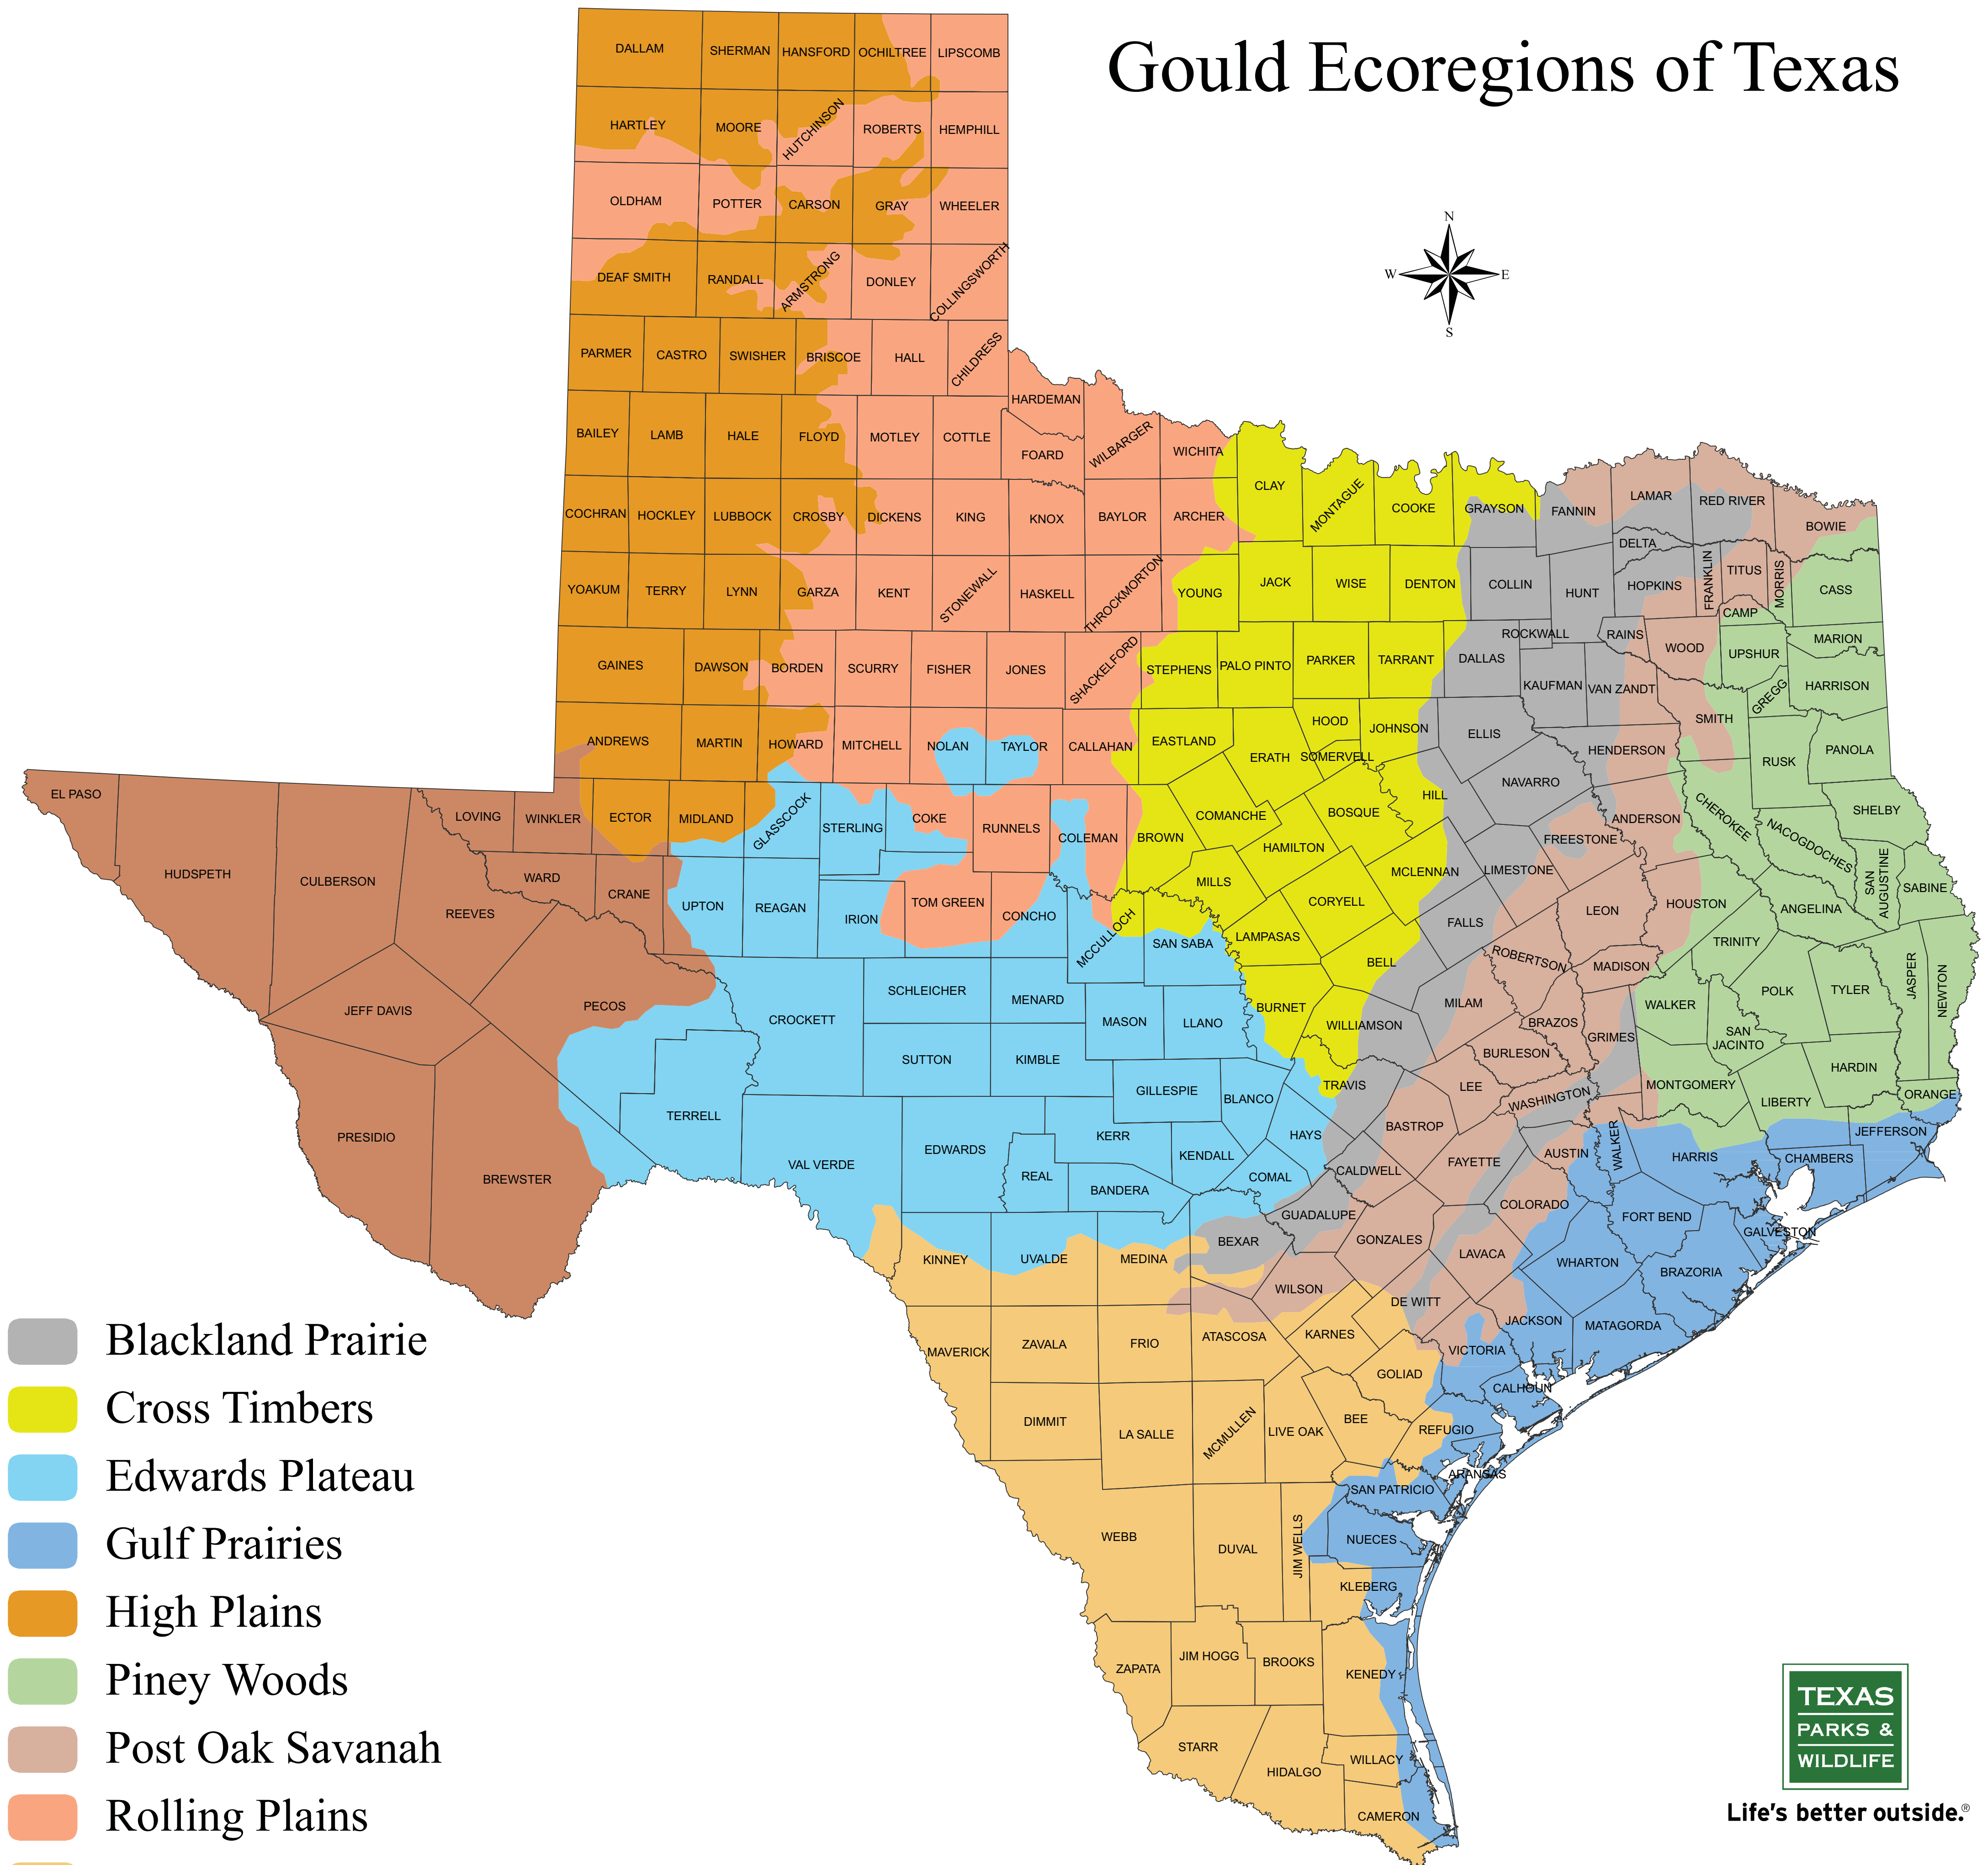 Gould Ecoregions of Texas
N
W
E
S
DALLAM
SHERMAN
HANSFORD
OCHILTREE
LIPSCOMB
HARTLEY
MOORE
HUTCHINSON
ROBERTS
HEMPHILL
OLDHAM
POTTER
CARSON
GRAY
WHEELER
DEAF SMITH
RANDALL
ARMSTRONG
DONLEY
COLLINGSWORTH
PARMER
CASTRO
SWISHER
BRISCOE
HALL
CHILDRESS
HARDEMAN
BAILEY
LAMB
HALE
FLOYD
MOTLEY
COTTLE
FOARD
WILBARGER
WICHITA
CLAY
MONTAGUE
COOKE
GRAYSON
FANNIN
LAMAR
RED RIVER
BOWIE
COCHRAN
HOCKLEY
LUBBOCK
CROSBY
DICKENS
KING
KNOX
BAYLOR
ARCHER
DELTA
YOAKUM
TERRY
LYNN
GARZA
KENT
STONEWALL
HASKELL
THROCKMORTON
YOUNG
JACK
WISE
DENTON
COLLIN
HUNT
HOPKINS
FRANKLIN
TITUS
MORRIS
CASS
CAMP
GAINES
DAWSON
BORDEN
SCURRY
FISHER
JONES
SHACKELFORD
STEPHENS
PALO PINTO
PARKER
TARRANT
DALLAS
ROCKWALL
RAINS
WOOD
UPSHUR
MARION
KAUFMAN
VAN ZANDT
SMITH
GREGG
HARRISON
ANDREWS
MARTIN
HOWARD
MITCHELL
NOLAN
TAYLOR
CALLAHAN
EASTLAND
ERATH
HOOD
SOMERVELL
JOHNSON
ELLIS
HENDERSON
RUSK
PANOLA
EL PASO
HUDSPETH
CULBERSON
REEVES
LOVING
WINKLER
ECTOR
MIDLAND
GLASSCOCK
STERLING
COKE
RUNNELS
COLEMAN
BROWN
COMANCHE
BOSQUE
HILL
NAVARRO
FREESTONE
ANDERSON
CHEROKEE
NACOGDOCHES
SHELBY
WARD
CRANE
UPTON
REAGAN
IRION
TOM GREEN
CONCHO
MCCULLOCH
SAN SABA
MILLS
HAMILTON
CORYELL
MCLENNAN
LIMESTONE
FALLS
LEON
HOUSTON
ANGELINA
SAN
AUGUSTINE
SABINE
LAMPASAS
BELL
ROBERTSON
MADISON
TRINITY
POLK
TYLER
JASPER
NEWTON
JEFF DAVIS
PECOS
CROCKETT
SCHLEICHER
MENARD
MASON
LLANO
BURNET
WILLIAMSON
MILAM
BRAZOS
GRIMES
WALKER
SAN
JACINTO
SUTTON
KIMBLE
GILLESPIE
BLANCO
TRAVIS
LEE
BURLESON
WASHINGTON
MONTGOMERY
LIBERTY
HARDIN
ORANGE
PRESIDIO
BREWSTER
TERRELL
VAL VERDE
EDWARDS
REAL
KERR
BANDERA
KENDALL
COMAL
HAYS
CALDWELL
BASTROP
FAYETTE
AUSTIN
WALKER
HARRIS
CHAMBERS
JEFFERSON
KINNEY
UVALDE
MEDINA
BEXAR
GUADALUPE
GONZALES
LAVACA
COLORADO
FORT BEND
GALVESTON
WHARTON
BRAZORIA
WILSON
DE WITT
JACKSON
MATAGORDA
MAVERICK
ZAVALA
FRIO
ATASCOSA
KARNES
GOLIAD
VICTORIA
CALHOUN
DIMMIT
LA SALLE
MCMULLEN
LIVE OAK
BEE
REFUGIO
ARANSAS
SAN PATRICIO
WEBB
DUVAL
JIM WELLS
NUECES
KLEBERG
ZAPATA
JIM HOGG
BROOKS
KENEDY
STARR
HIDALGO
WILLACY
CAMERON
Blackland Prairie
Cross Timbers
Edwards Plateau
Gulf Prairies
High Plains
Piney Woods
Post Oak Savanah
Rolling Plains
TEXAS
PARKS &
WILDLIFE
Life's better outside.®